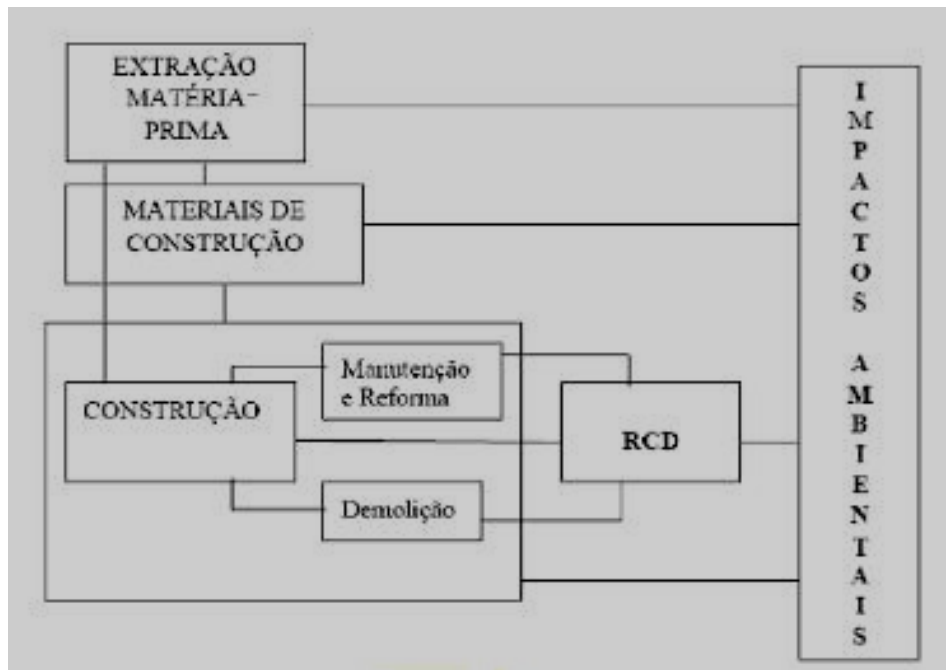 EXTRAÇÃO
MATÉRIA-
PRIMA
MATERIAIS DE
CONSTRUÇÃO
CONSTRUÇÃO
Manutenção
e Reforma
Demolição
RCD
I
M
P
A
C
T
O
S
A
M
B
I
E
N
T
A
I
S